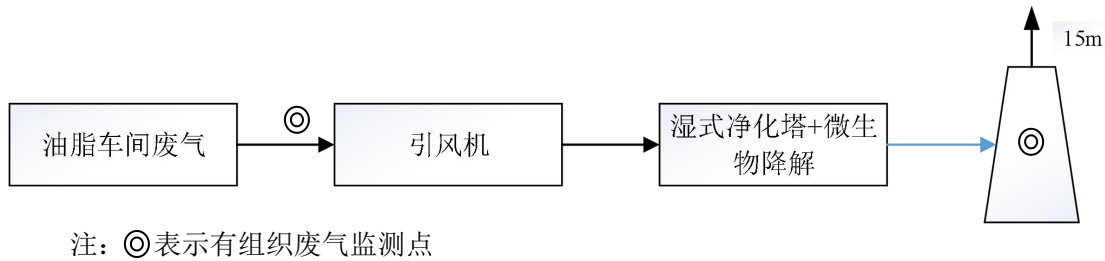 15m
油脂车间废气
引风机
湿式净化塔+微生
物降解
注：◎表示有组织废气监测点